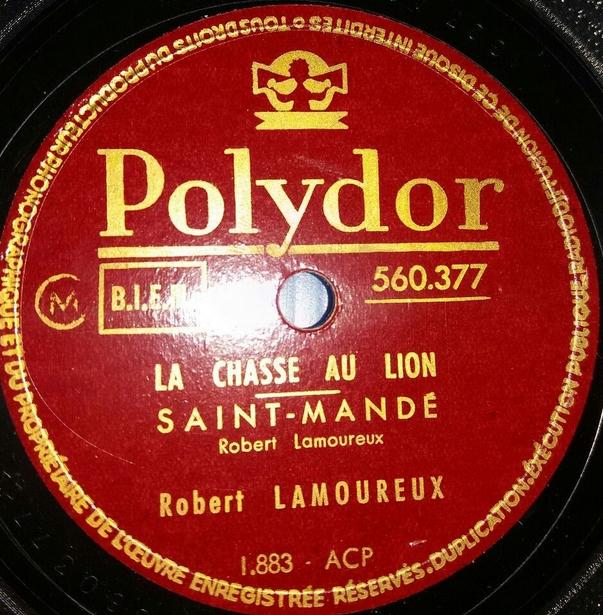 TOUS DROITS DU PRODUCTEUR PHONOGRAPHIQUE ET DU PROPRIÉTAIRE DE L'ŒUVRE ENREGISTRÉE RÉSERVÉS. DUPLICATION. EXÉCUTION PUBLIQUE. RADIODIFFUSION DE CE DISQUE INTERDITES
Polydor
M
560.377
LA CHASSE AU LION
SAINT-MANDÉ
Robert Lamoureux
Robert LAMOUREUX
1.883 - ACP